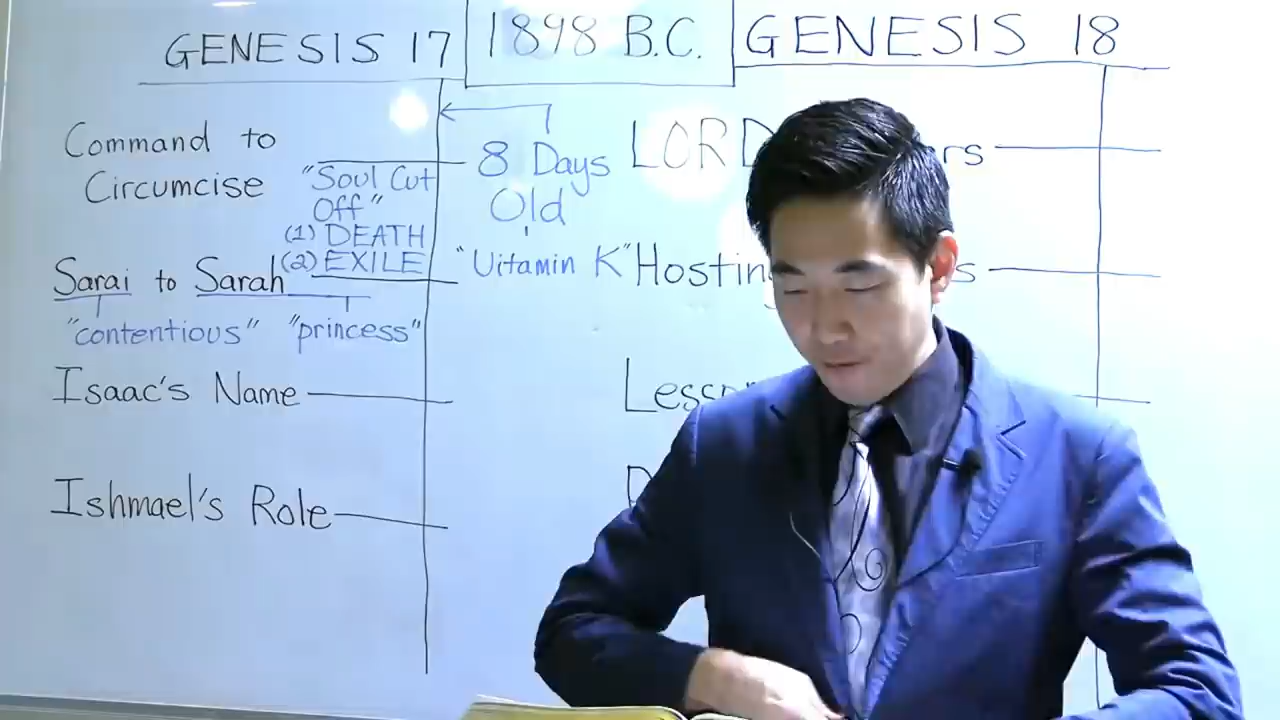 GENESIS 17
1898 B.C.
GENESIS 18
Command to
Circumcise
"Soul Cut
Off"
(1) DEATH
(2) EXILE
8 Days
Old
"Vitamin K"
Sarai to Sarah
"contentious" "princess"
Isaac's Name
Ishmael's Role
LORD